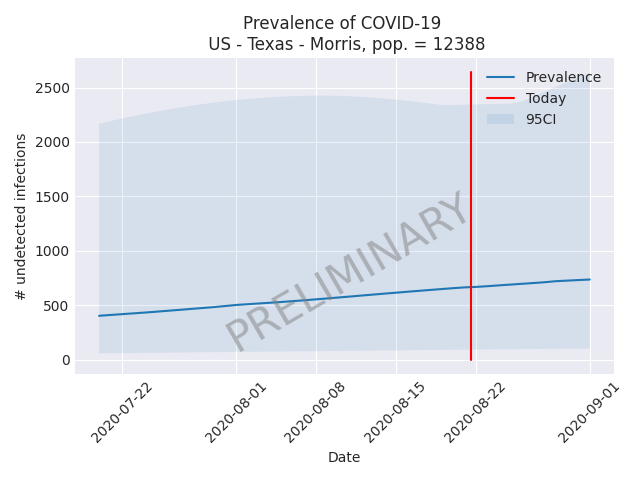 Prevalence of COVID-19
US - Texas - Morris, pop. = 12388
Prevalence
Today
95CI
# undetected infections
2500
2000
1500
1000
500
0
PRELIMINARY
2020-07-22
2020-08-01
2020-08-08
2020-08-15
2020-08-22
2020-09-01
Date